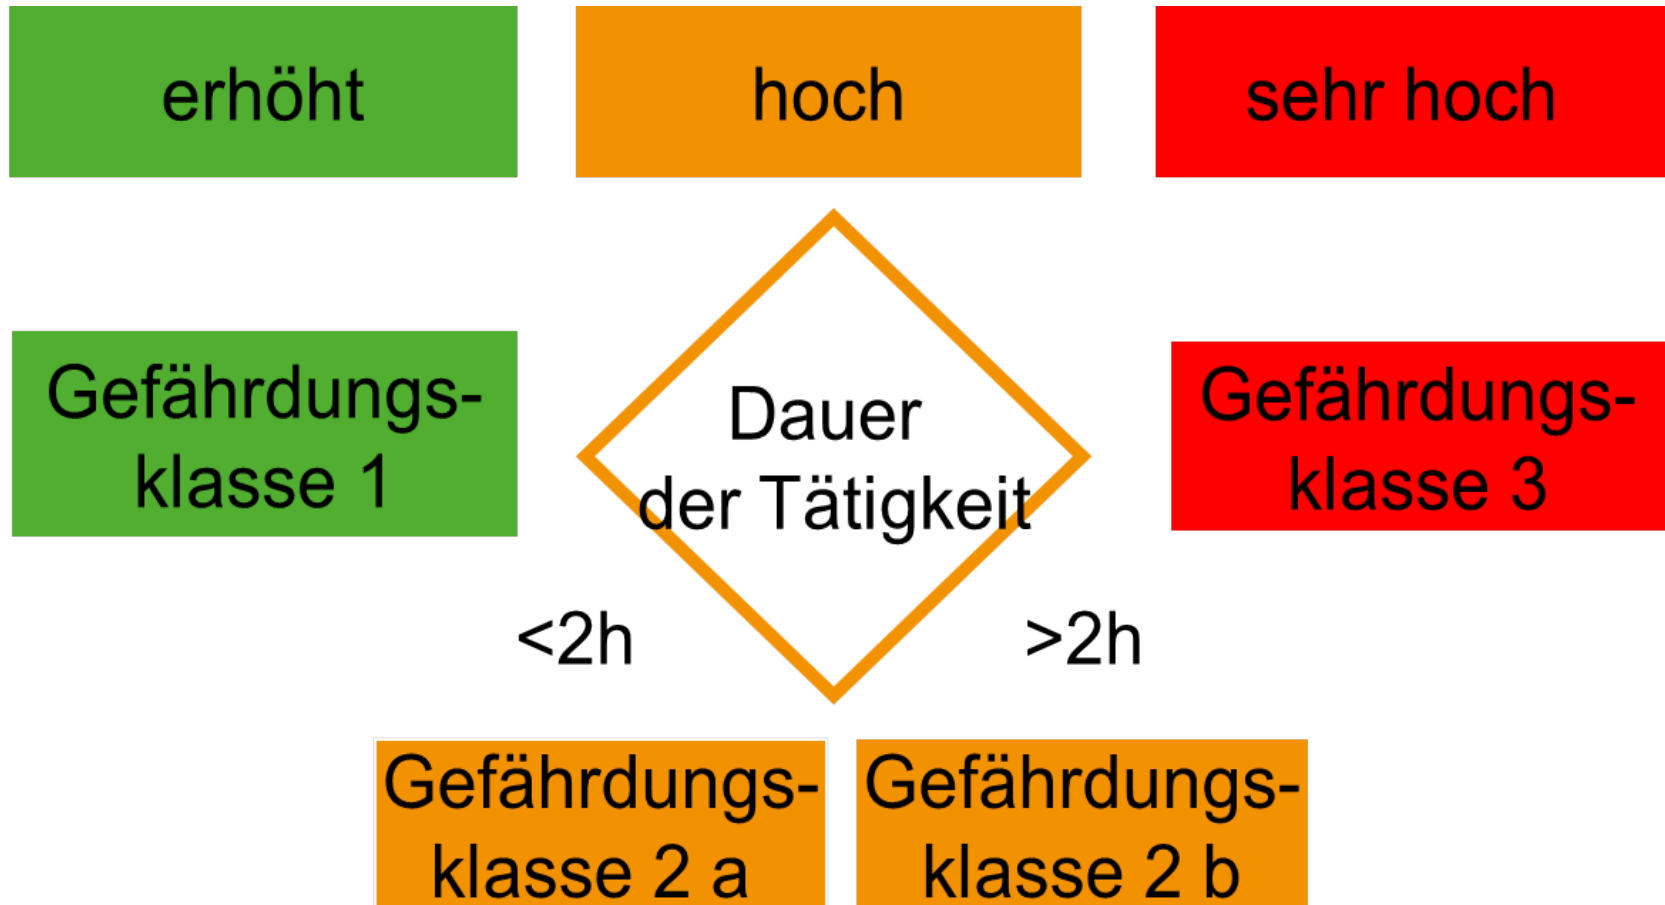 erhöht
hoch
sehr hoch
Gefährdungs-
klasse 1
Dauer
der Tätigkeit
Gefährdungs-
klasse 3
<2h
>2h
Gefährdungs-
klasse 2 a
Gefährdungs-
klasse 2 b